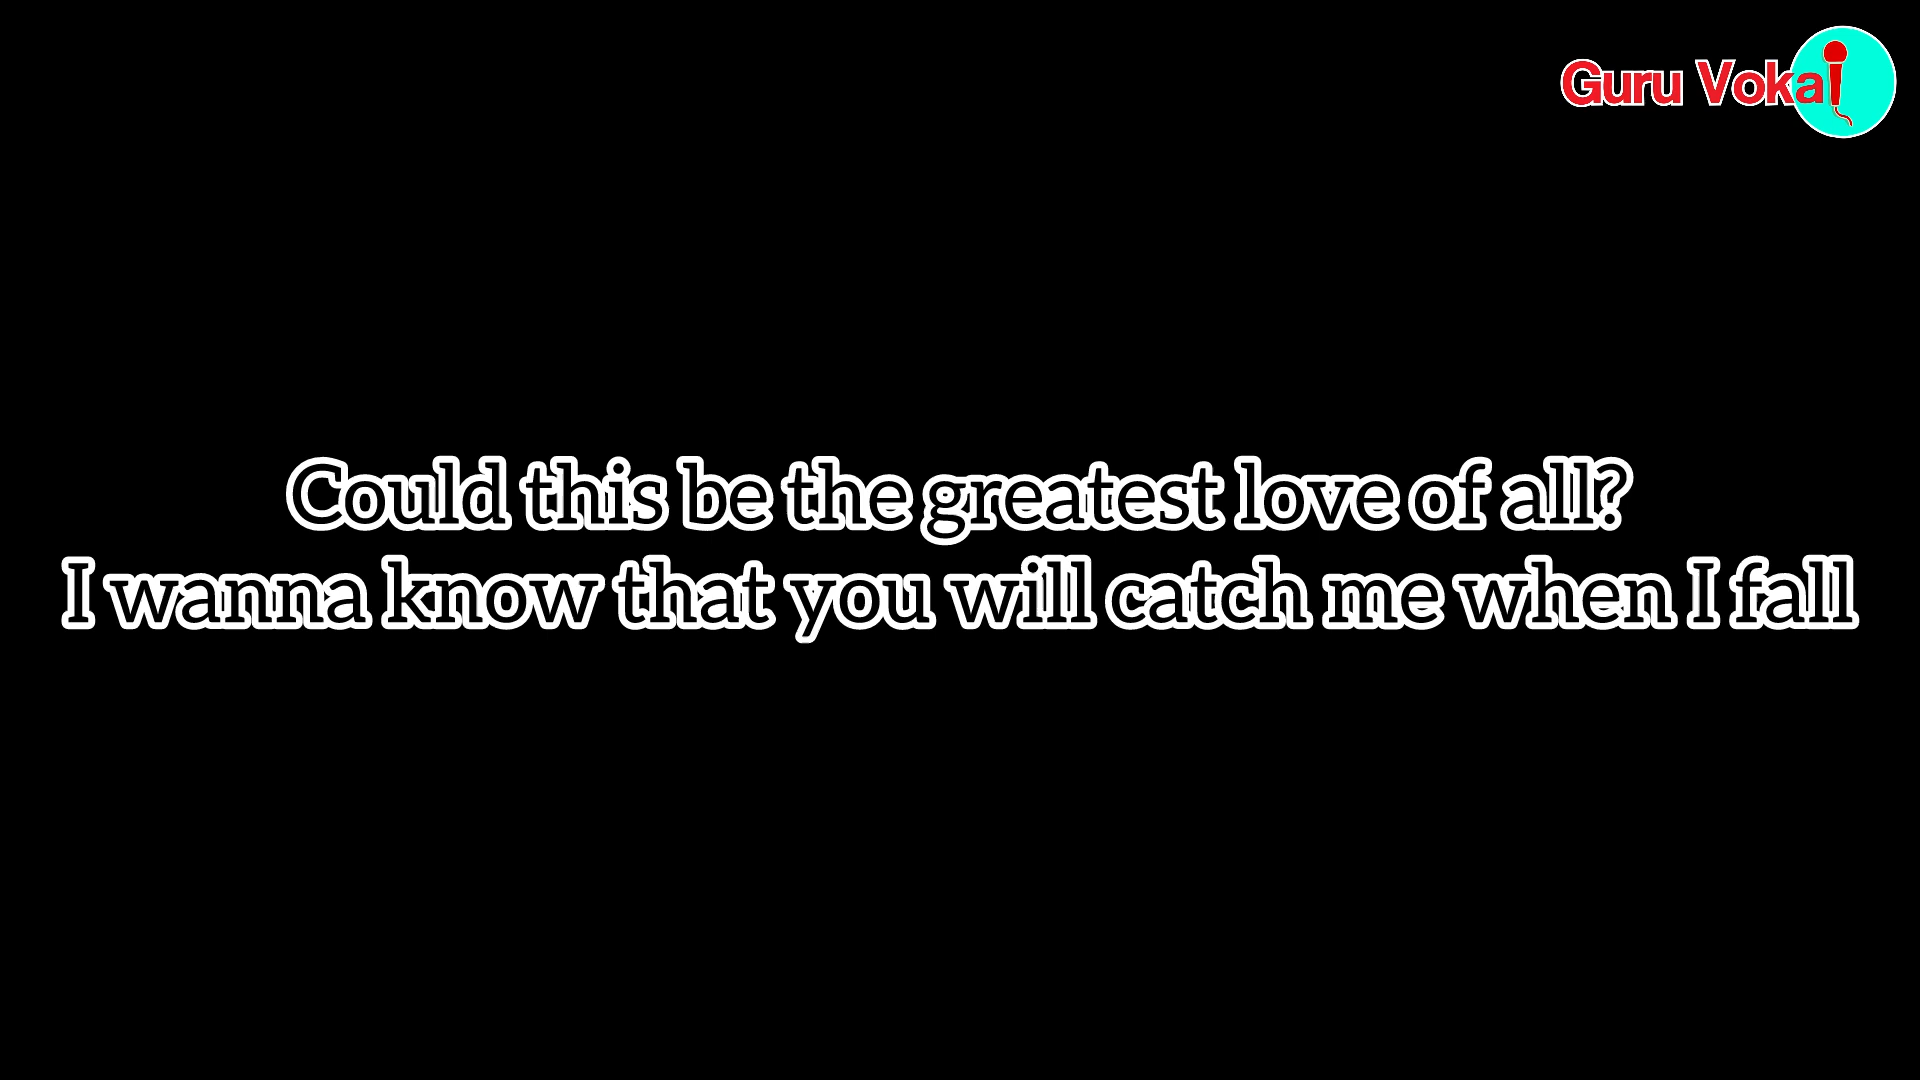 Guru Vokal
Could this be the greatest love of all?
I wanna know that you will catch me when I fall